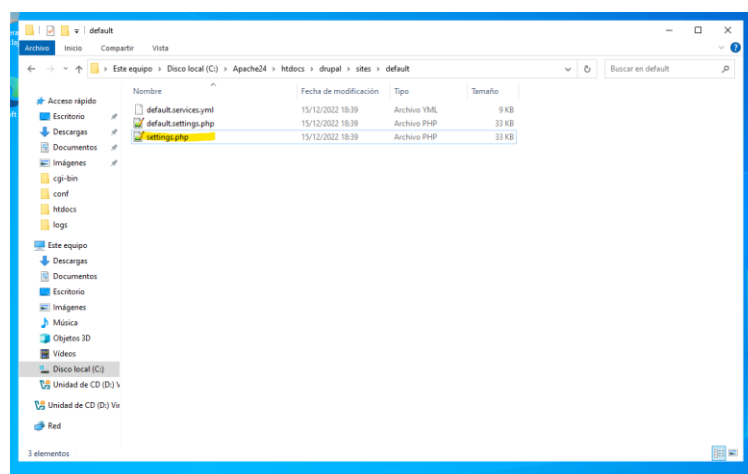 default
Archivo Inicio Compartir Vista
Este equipo > Disco local (C:) > Apache24 > htdocs > drupal > sites > default
Buscar en default
Nombre Fecha de modificación Tipo Tamaño
default.services.yml 15/12/2022 18:39 Archivo YML 9 KB
default.settings.php 15/12/2022 18:39 Archivo PHP 33 KB
settings.php 15/12/2022 18:39 Archivo PHP 33 KB
Acceso rápido
Escritorio
Descargas
Documentos
Imágenes
cgi-bin
conf
htdocs
logs
Este equipo
Descargas
Documentos
Escritorio
Imágenes
Música
Objetos 3D
Vídeos
Disco local (C:)
Unidad de CD (D:) V
Unidad de CD (D:) Vir
Red
3 elementos